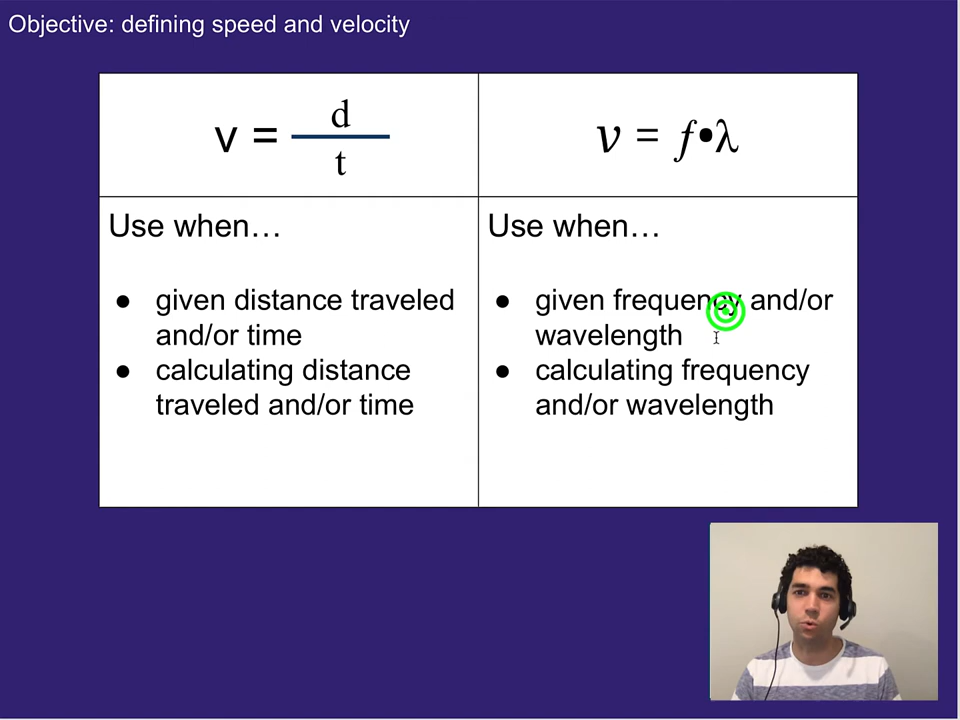 Objective: defining speed and velocity
v = d
t
v = f•λ
Use when…
● given distance traveled
and/or time
● calculating distance
traveled and/or time
Use when…
● given frequency and/or
wavelength
● calculating frequency
and/or wavelength